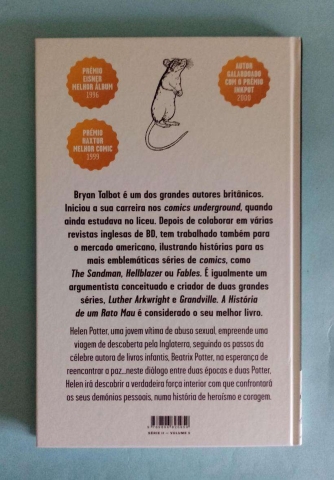 PRÉMIO
EISNER
MELHOR ÁLBUM
1996
AUTOR
GALARDOADO
COM O PRÉMIO
INKPOT
2000
PRÉMIO
HAXTUR
MELHOR COMIC
1999
Bryan Talbot é um dos grandes autores britânicos.
Iniciou a sua carreira nos comics underground, quando
ainda estudava no liceu. Depois de colaborar em várias
revistas inglesas de BD, tem trabalhado também para
o mercado americano, ilustrando histórias para as
mais emblemáticas séries de comics, como
The Sandman, Hellblazer ou Fables. É igualmente um
argumentista conceituado e criador de duas grandes
séries, Luther Arkwright e Grandville. A História
de um Rato Mau é considerado o seu melhor livro.
Helen Potter, uma jovem vítima de abuso sexual, empreende uma
viagem de descoberta pela Inglaterra, seguindo os passos da
célebre autora de livros infantis, Beatrix Potter, na esperança de
reencontrar a paz...neste diálogo entre duas épocas e duas Potter,
Helen irá descobrir a verdadeira força interior com que confrontará
os seus demónios pessoais, numa história de heroísmo e coragem.